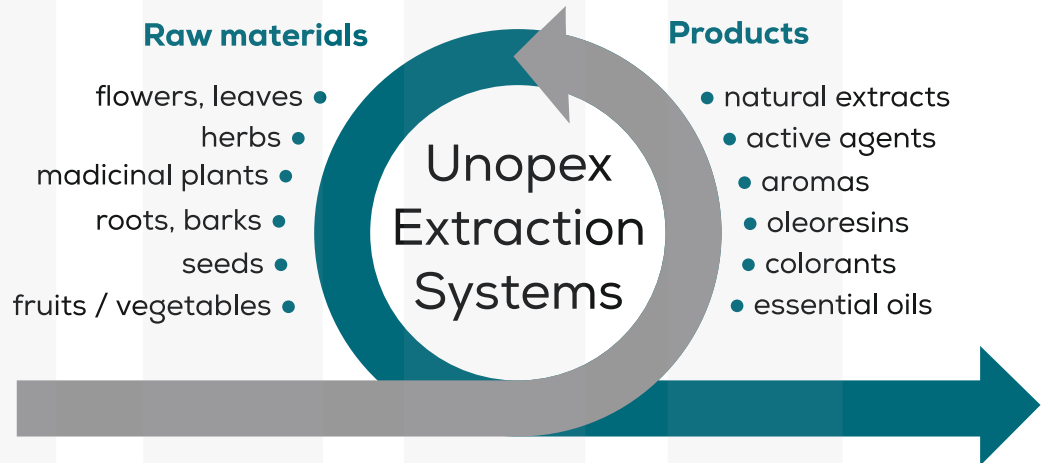 Raw materials
flowers, leaves
herbs
madicinal plants
roots, barks
seeds
fruits / vegetables
Unopex
Extraction
Systems
Products
natural extracts
active agents
aromas
oleoresins
colorants
essential oils